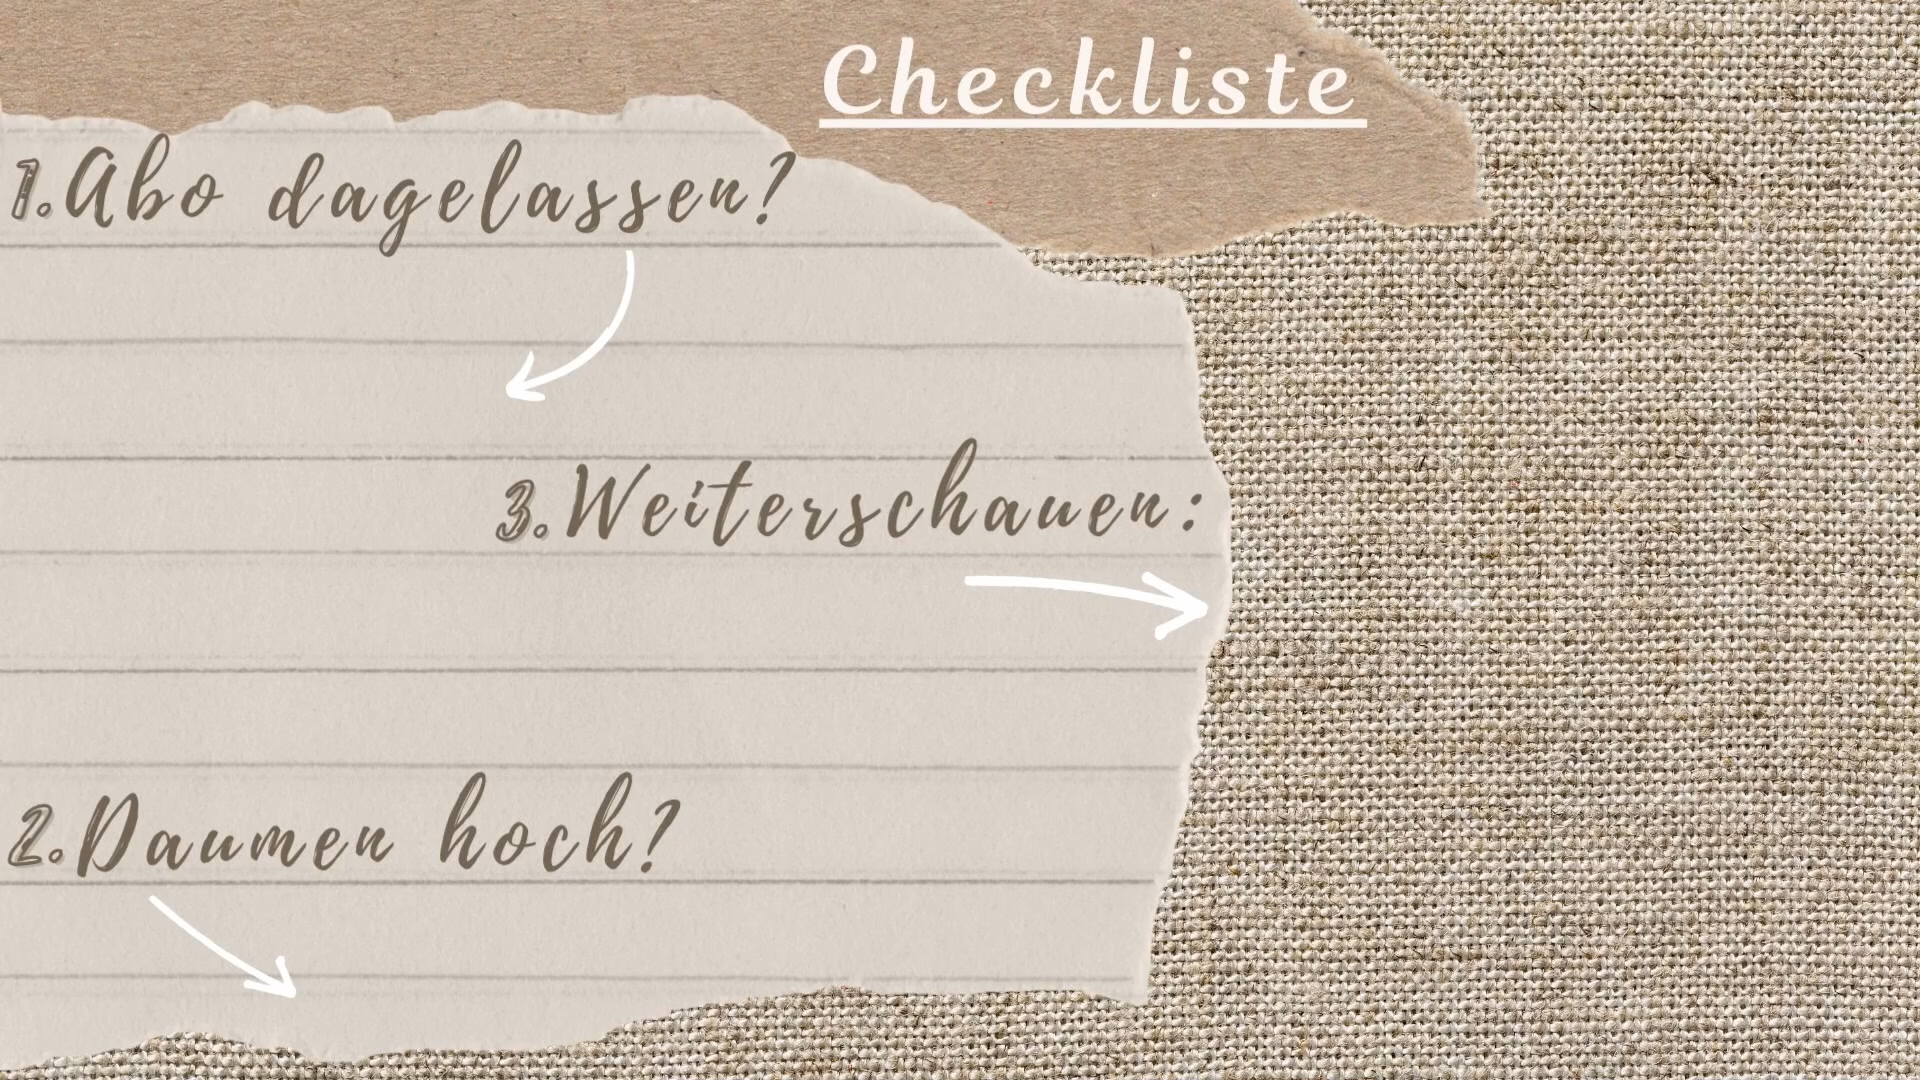 Checkliste
1.Abo dagelassen?
3.Weiterschauen:
2.Daumen hoch?